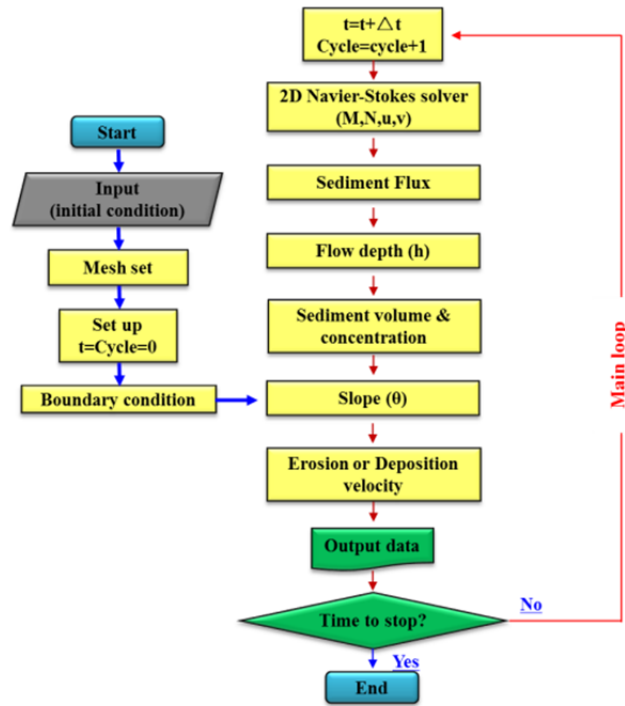 Start
Input
(initial condition)
Mesh set
Set up
t=Cycle=0
Boundary condition
t=t+△t
Cycle=cycle+1
2D Navier-Stokes solver
(M,N,u,v)
Sediment Flux
Flow depth (h)
Sediment volume &
concentration
Slope (θ)
Erosion or Deposition
velocity
Output data
Time to stop?
No
Yes
End
Main loop